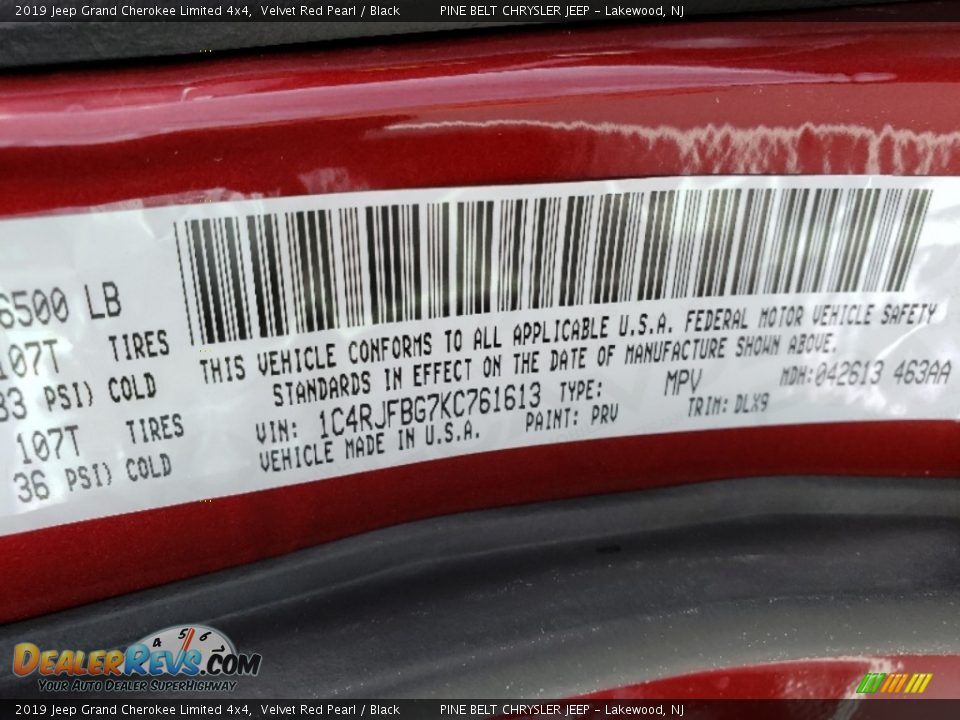 2019 Jeep Grand Cherokee Limited 4x4, Velvet Red Pearl / Black PINE BELT CHRYSLER JEEP – Lakewood, NJ
6500 LB
107T TIRES
33 PSI) COLD
107T TIRES
36 PSI) COLD
THIS VEHICLE CONFORMS TO ALL APPLICABLE U.S.A. FEDERAL MOTOR VEHICLE SAFETY
STANDARDS IN EFFECT ON THE DATE OF MANUFACTURE SHOWN ABOVE.
VIN: 1C4RJFBG7KC761613 TYPE: MPV MDH:042613 463AA
VEHICLE MADE IN U.S.A. PAINT: PRV TRIM: DLX9
4 5 6
DealerRevs.com
Your Auto Dealer SuperHighway
2019 Jeep Grand Cherokee Limited 4x4, Velvet Red Pearl / Black PINE BELT CHRYSLER JEEP – Lakewood, NJ